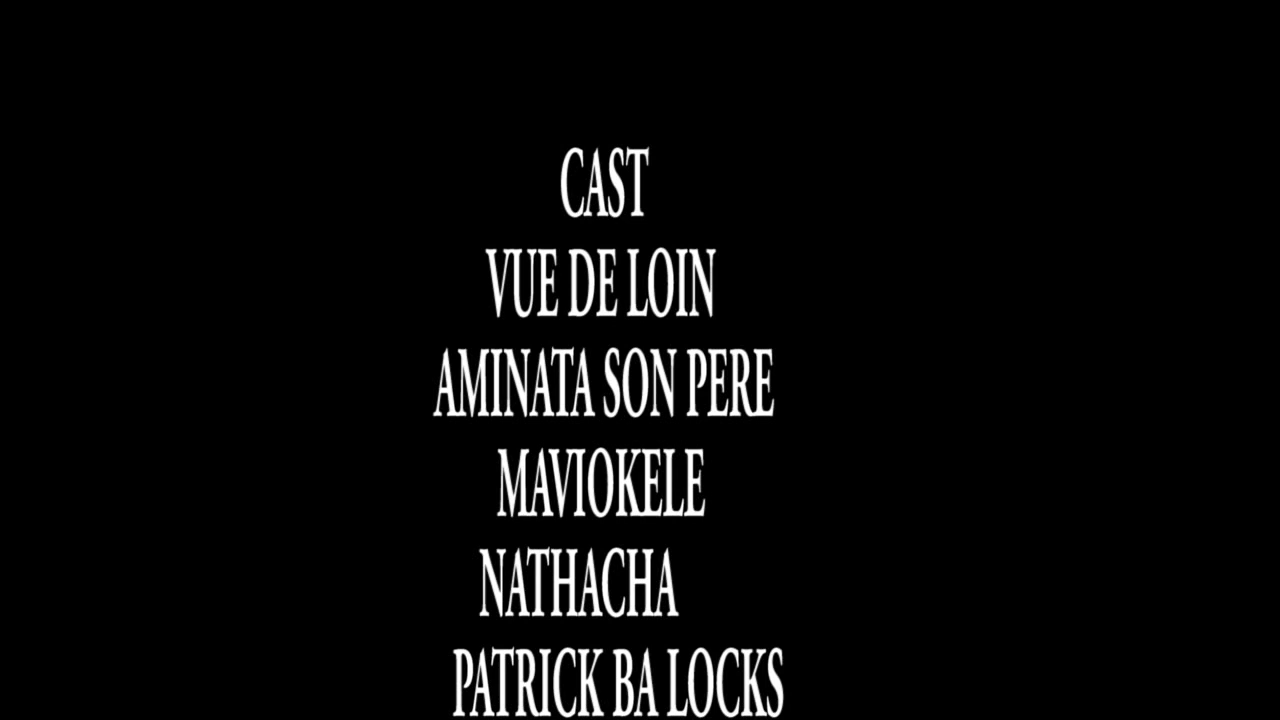 CAST
VUE DE LOIN
AMINATA SON PERE
MAVIOKELE
NATHACHA
PATRICK BA LOCKS